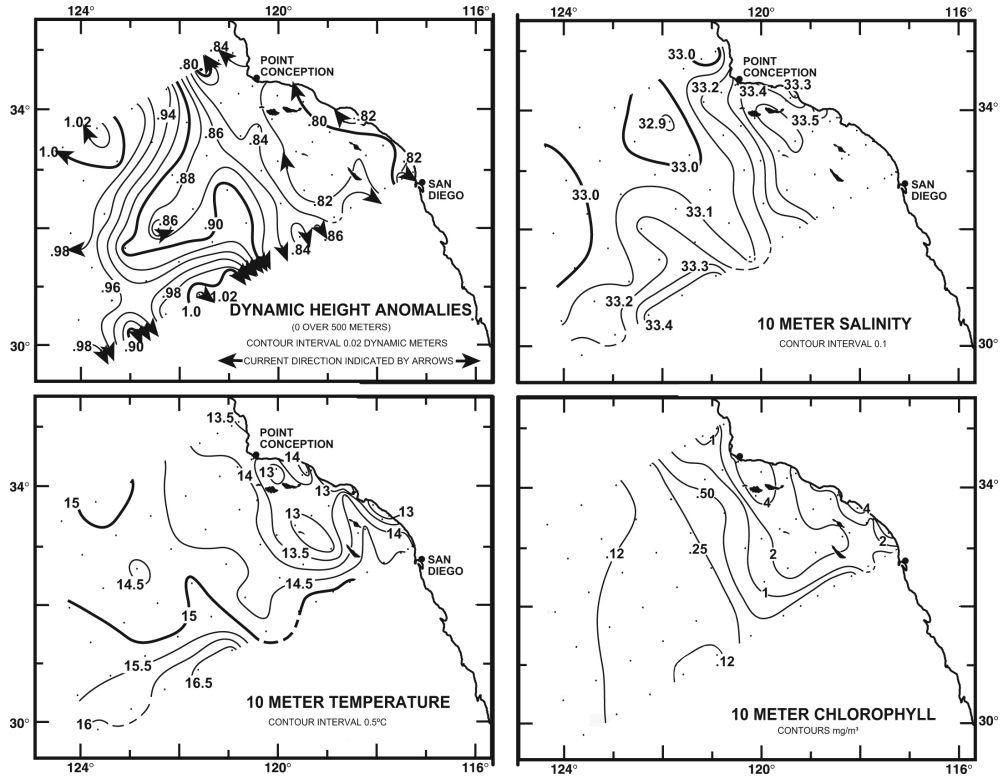 124° 120° 116°
34°
30°
.84
.80
POINT
CONCEPTION
1.02
.94
.86
.84
.80
.82
1.0
.88
.82
SAN
DIEGO
.86
.90
.82
.98
.84
.86
.96
.98
1.02
1.0
.98
.90
DYNAMIC HEIGHT ANOMALIES
(0 OVER 500 METERS)
CONTOUR INTERVAL 0.02 DYNAMIC METERS
CURRENT DIRECTION INDICATED BY ARROWS
120° 116°
34°
30°
33.0
POINT
CONCEPTION
33.2
33.4
33.3
32.9
33.5
33.0
33.0
SAN
DIEGO
33.1
33.3
33.2
33.4
10 METER SALINITY
CONTOUR INTERVAL 0.1
13.5
POINT
CONCEPTION
14
14
13
34°
15
13
13
13
14
13.5
SAN
DIEGO
14.5
14.5
15
15.5
16.5
16
30°
10 METER TEMPERATURE
CONTOUR INTERVAL 0.5ºC
124° 120° 116°
1
34°
.50
4
4
.12
.25
2
2
1
.12
30°
10 METER CHLOROPHYLL
CONTOURS mg/m³
124° 120° 116°